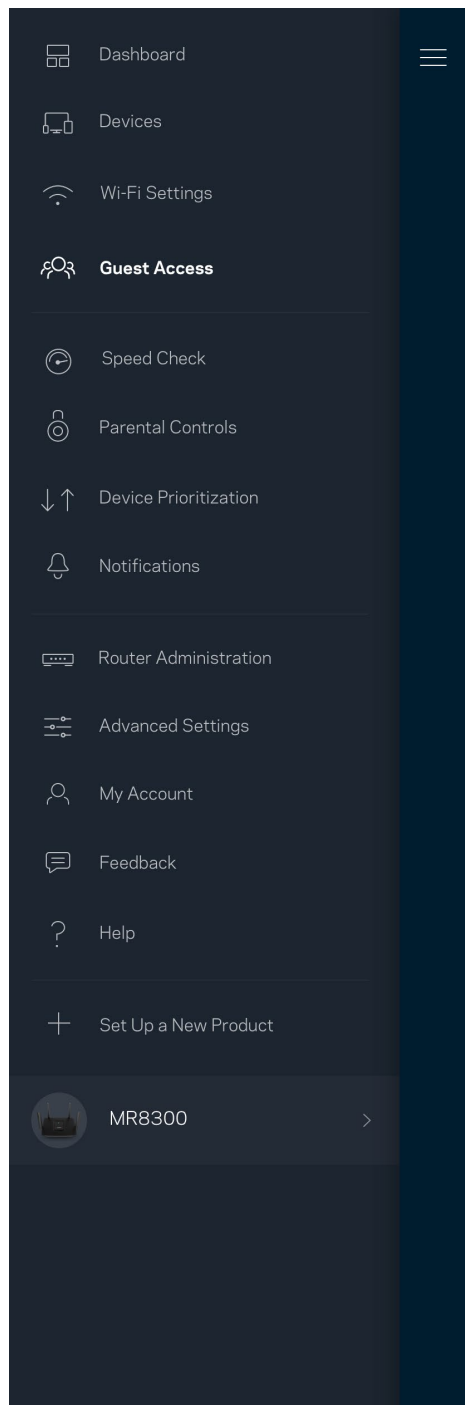 Dashboard
Devices
Wi-Fi Settings
Guest Access
Speed Check
Parental Controls
Device Prioritization
Notifications
Router Administration
Advanced Settings
My Account
Feedback
Help
Set Up a New Product
MR8300